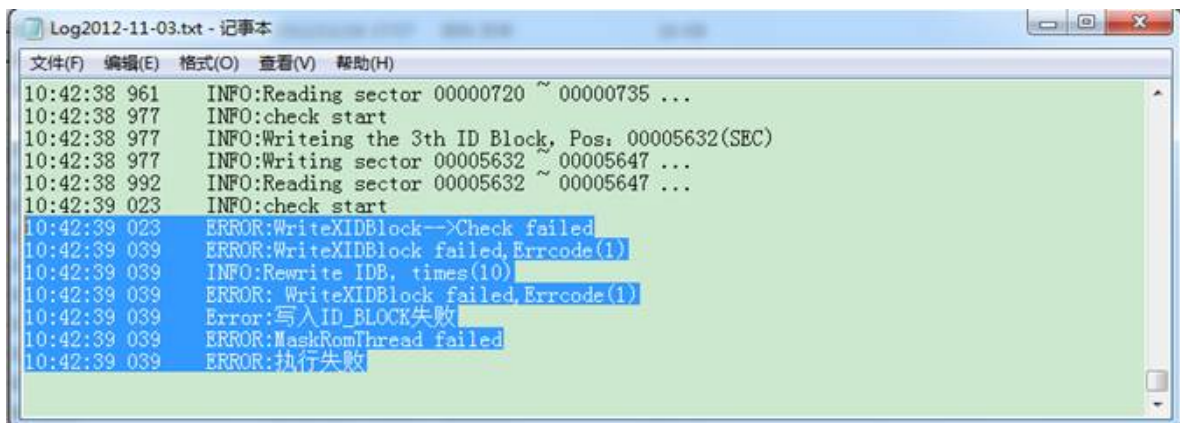 Log2012-11-03.txt - 记事本
文件(F) 编辑(E) 格式(O) 查看(V) 帮助(H)
10:42:38 961 INFO:Reading sector 00000720 ~ 00000735 ...
10:42:38 977 INFO:check start
10:42:38 977 INFO:Writeing the 3th ID Block, Pos: 00005632(SEC)
10:42:38 977 INFO:Writing sector 00005632 ~ 00005647 ...
10:42:38 992 INFO:Reading sector 00005632 ~ 00005647 ...
10:42:39 023 INFO:check start
10:42:39 023 ERROR:WriteXIDBlock-->Check failed
10:42:39 039 ERROR:WriteXIDBlock failed,Errcode(1)
10:42:39 039 INFO:Rewrite IDB, times(10)
10:42:39 039 ERROR: WriteXIDBlock failed,Errcode(1)
10:42:39 039 Error:写入ID_BLOCK失败
10:42:39 039 ERROR:MaskRomThread failed
10:42:39 039 ERROR:执行失败